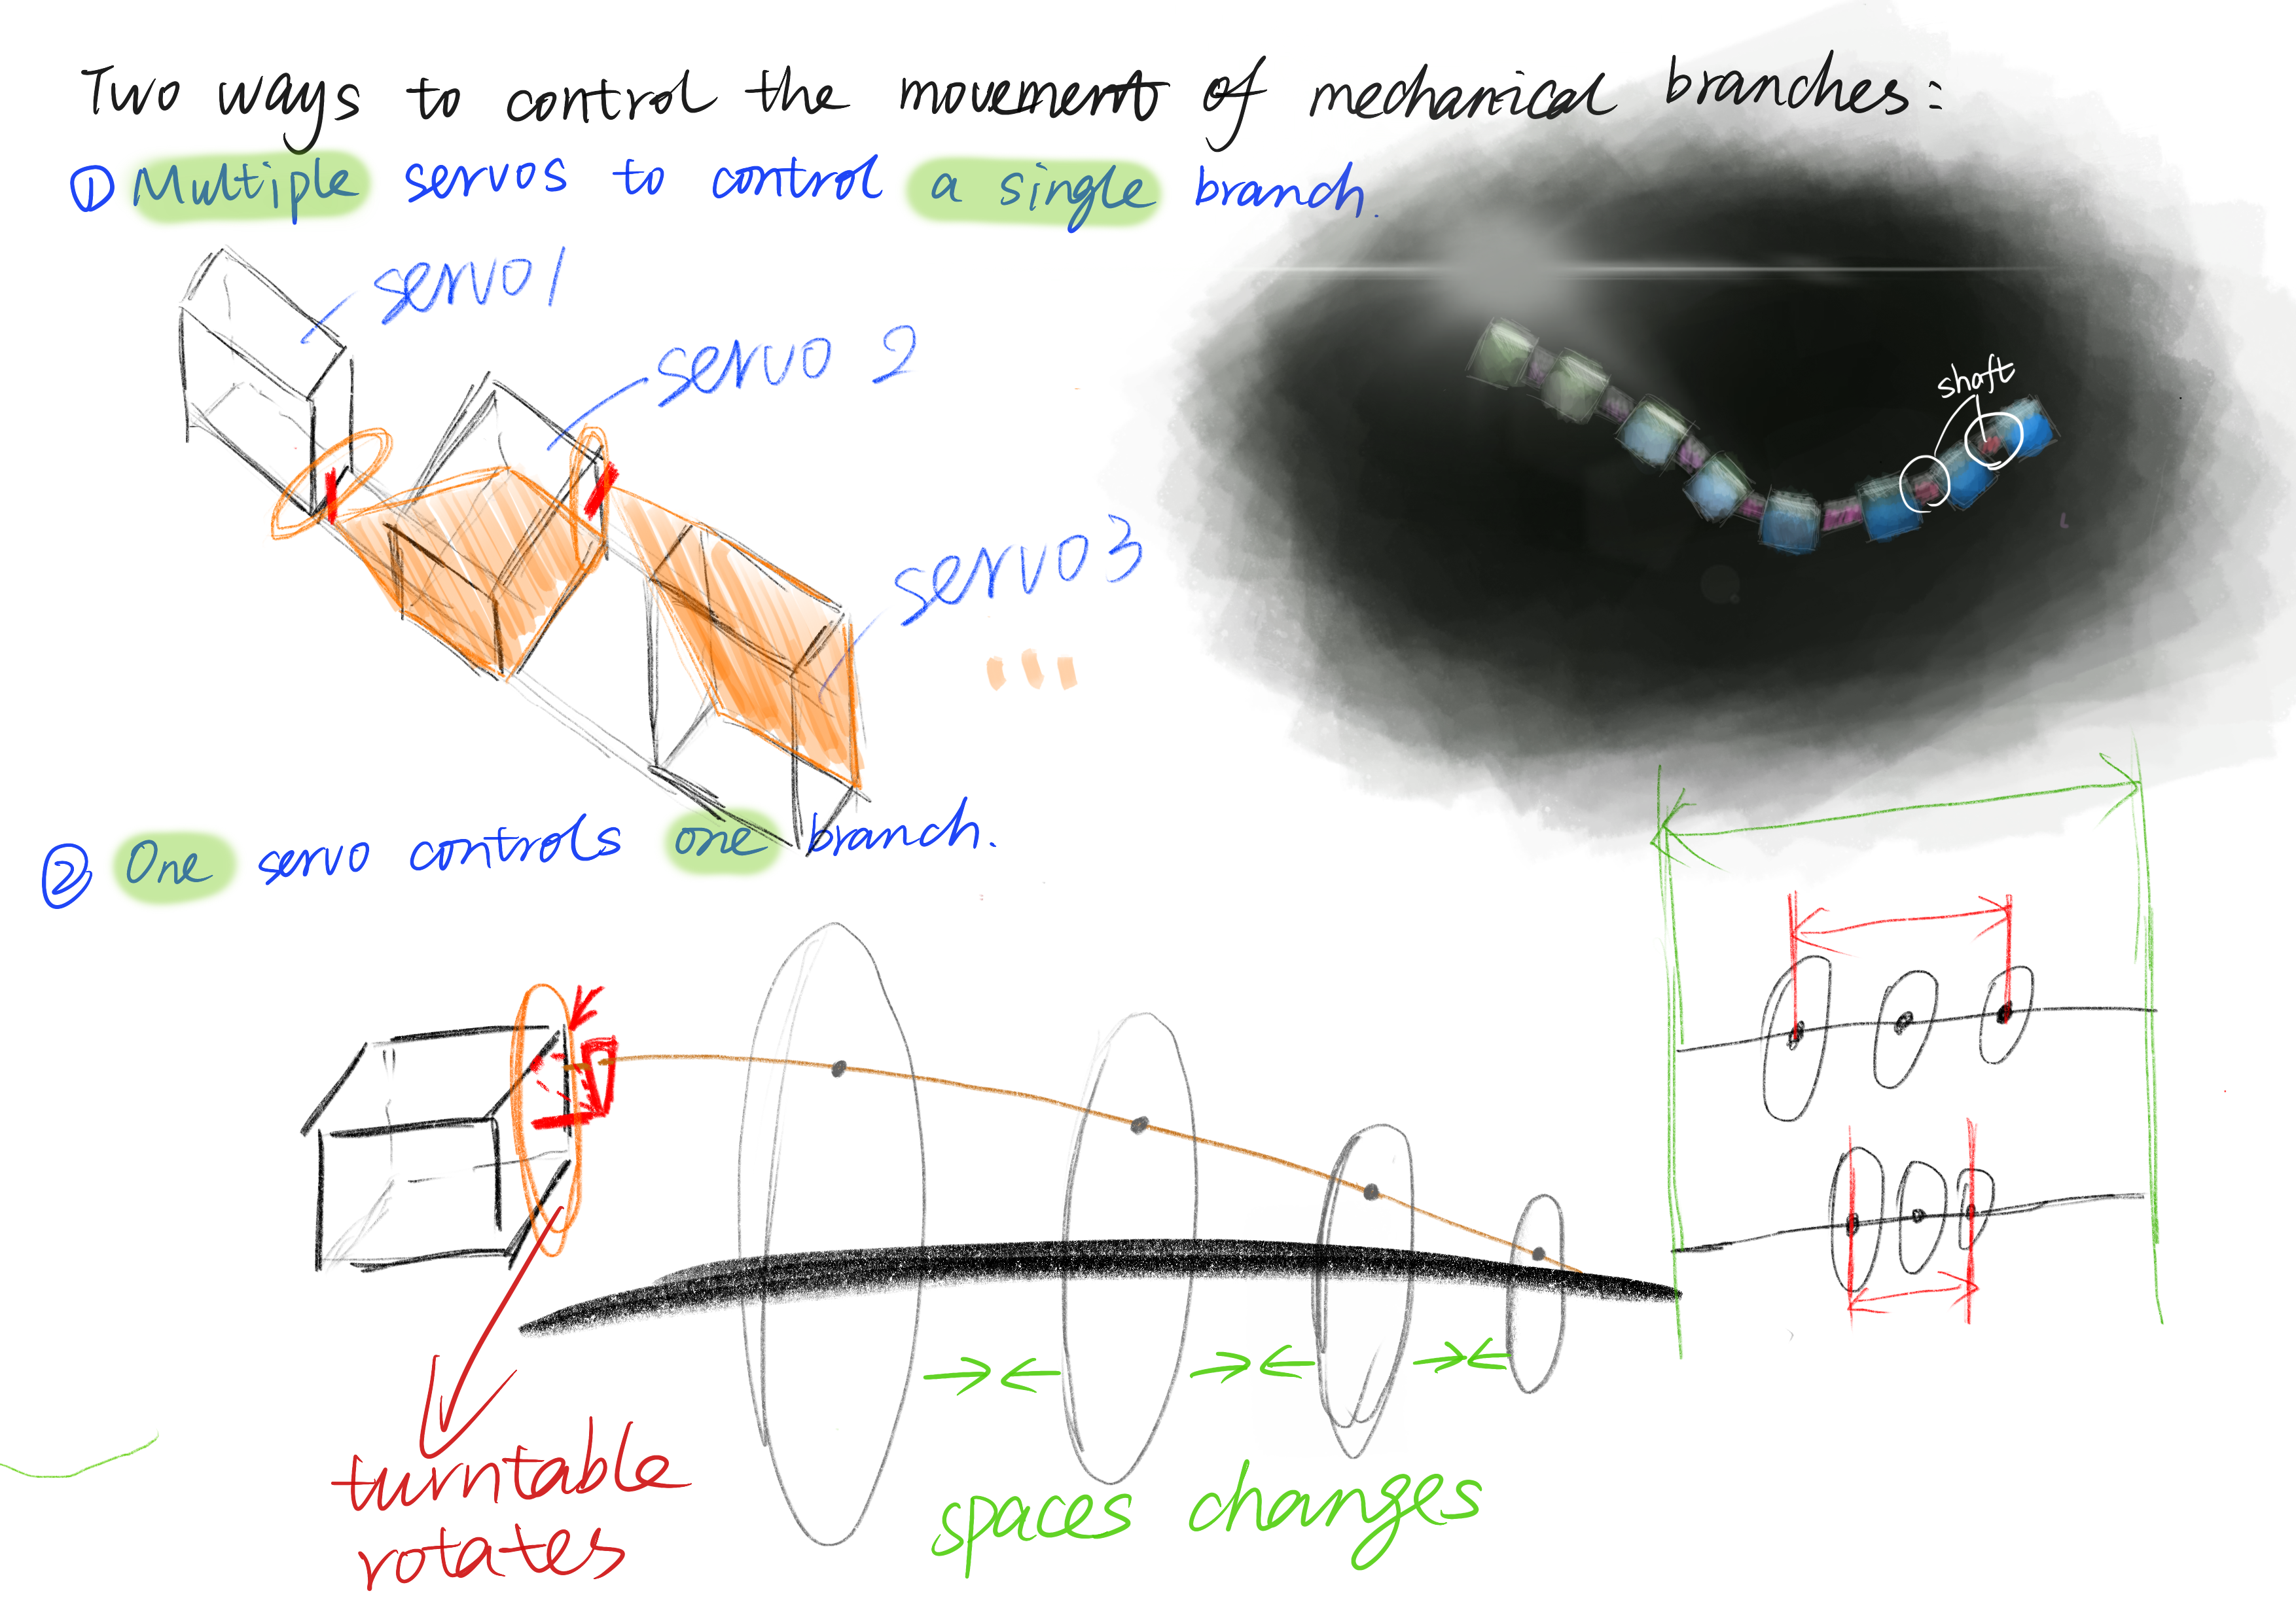 Two ways to control the movement of mechanical branches:
① Multiple servos to control a single branch.
servo1
servo 2
shaft
servo3
② One servo controls one branch.
turntable
rotates
spaces changes